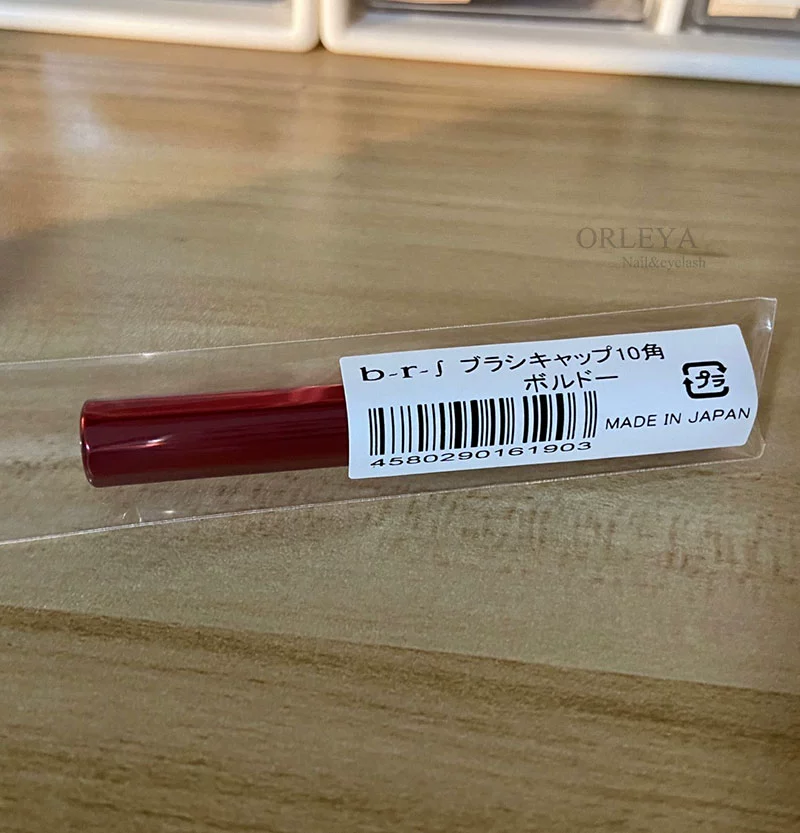 ORLEYA
Nail&eyelash
b-r-s ブラシキャップ10角
ボルドー
プラ
4580290161903
MADE IN JAPAN